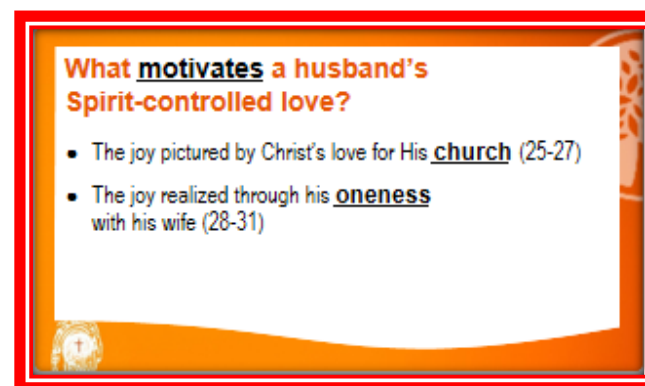 What motivates a husband's
Spirit-controlled love?
• The joy pictured by Christ's love for His church (25-27)
• The joy realized through his oneness
with his wife (28-31)